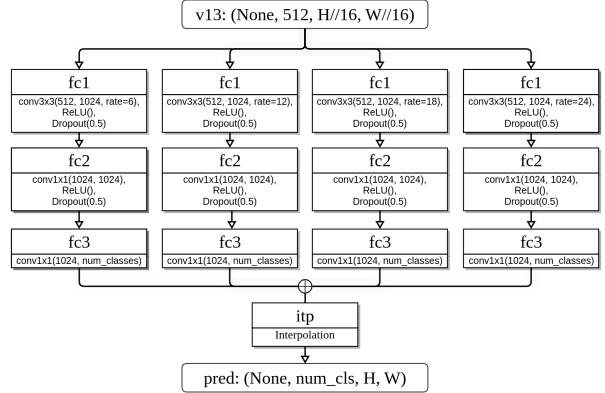 v13: (None, 512, H//16, W//16)
fc1
conv3x3(512, 1024, rate=6),
ReLU(),
Dropout(0.5)
fc1
conv3x3(512, 1024, rate=12),
ReLU(),
Dropout(0.5)
fc1
conv3x3(512, 1024, rate=18),
ReLU(),
Dropout(0.5)
fc1
conv3x3(512, 1024, rate=24),
ReLU(),
Dropout(0.5)
fc2
conv1x1(1024, 1024),
ReLU(),
Dropout(0.5)
fc2
conv1x1(1024, 1024),
ReLU(),
Dropout(0.5)
fc2
conv1x1(1024, 1024),
ReLU(),
Dropout(0.5)
fc2
conv1x1(1024, 1024),
ReLU(),
Dropout(0.5)
fc3
conv1x1(1024, num_classes)
fc3
conv1x1(1024, num_classes)
fc3
conv1x1(1024, num_classes)
fc3
conv1x1(1024, num_classes)
itp
Interpolation
pred: (None, num_cls, H, W)